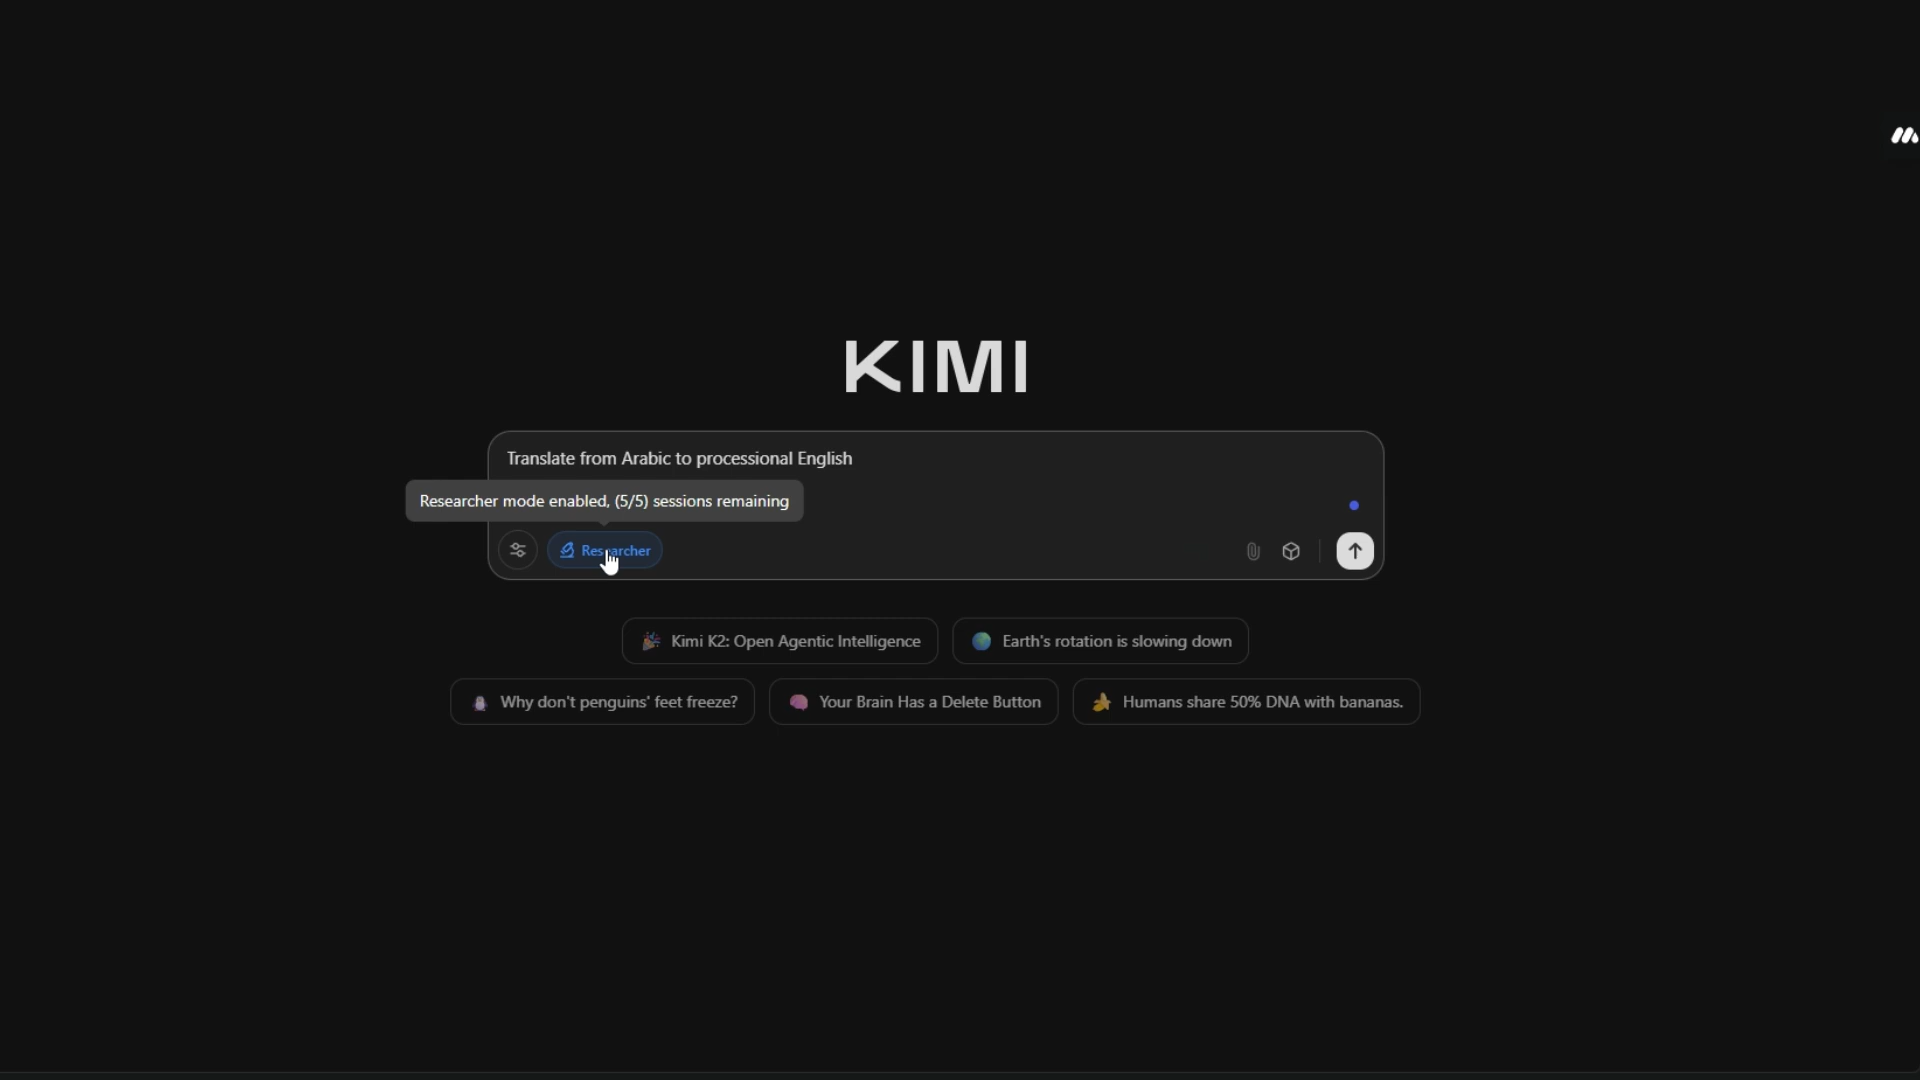 KIMI
Translate from Arabic to processional English
Researcher mode enabled, (5/5) sessions remaining
Researcher
Kimi K2: Open Agentic Intelligence
Earth's rotation is slowing down
Why don't penguins' feet freeze?
Your Brain Has a Delete Button
Humans share 50% DNA with bananas.